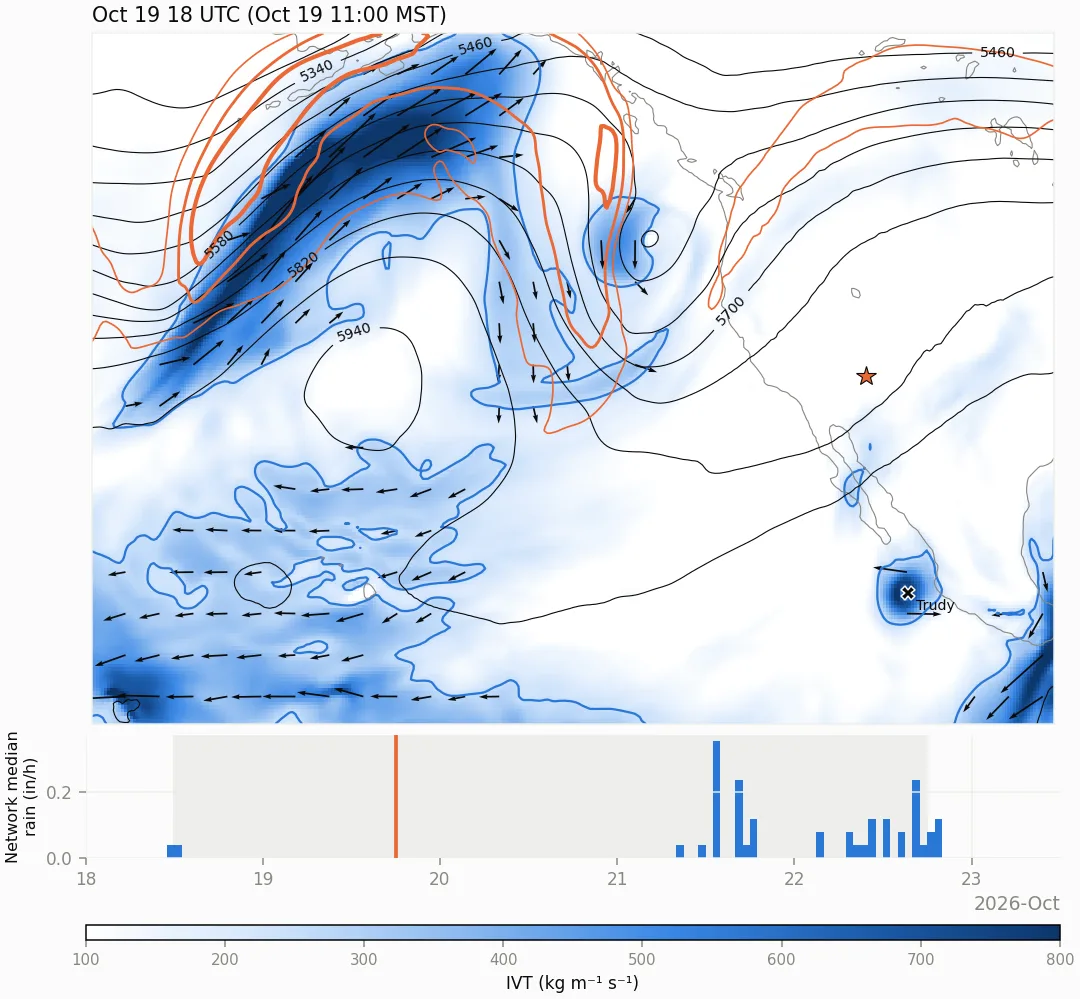 Oct 19 18 UTC (Oct 19 11:00 MST)
5460
5460
5340
5580
5820
5700
5940
Trudy
Network median
rain (in/h)
0.2
0.0
18 19 20 21 22 23
2026-Oct
100 200 300 400 500 600 700 800
IVT (kg m⁻¹ s⁻¹)